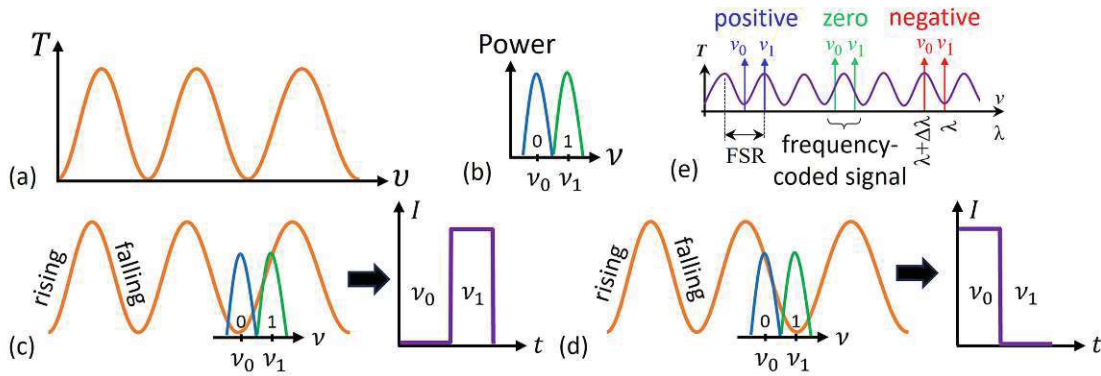 T
υ
(a)
Power
0 1
ν
ν0 ν1
(b)
positive zero negative
ν0 ν1 ν0 ν1 ν0 ν1
T
ν
λ
FSR
frequency-
coded signal
λ+Δλ
λ
(e)
rising
falling
0 1
ν
ν0 ν1
(c)
I
ν0 ν1
t
rising
falling
0 1
ν
ν0 ν1
(d)
I
ν0 ν1
t